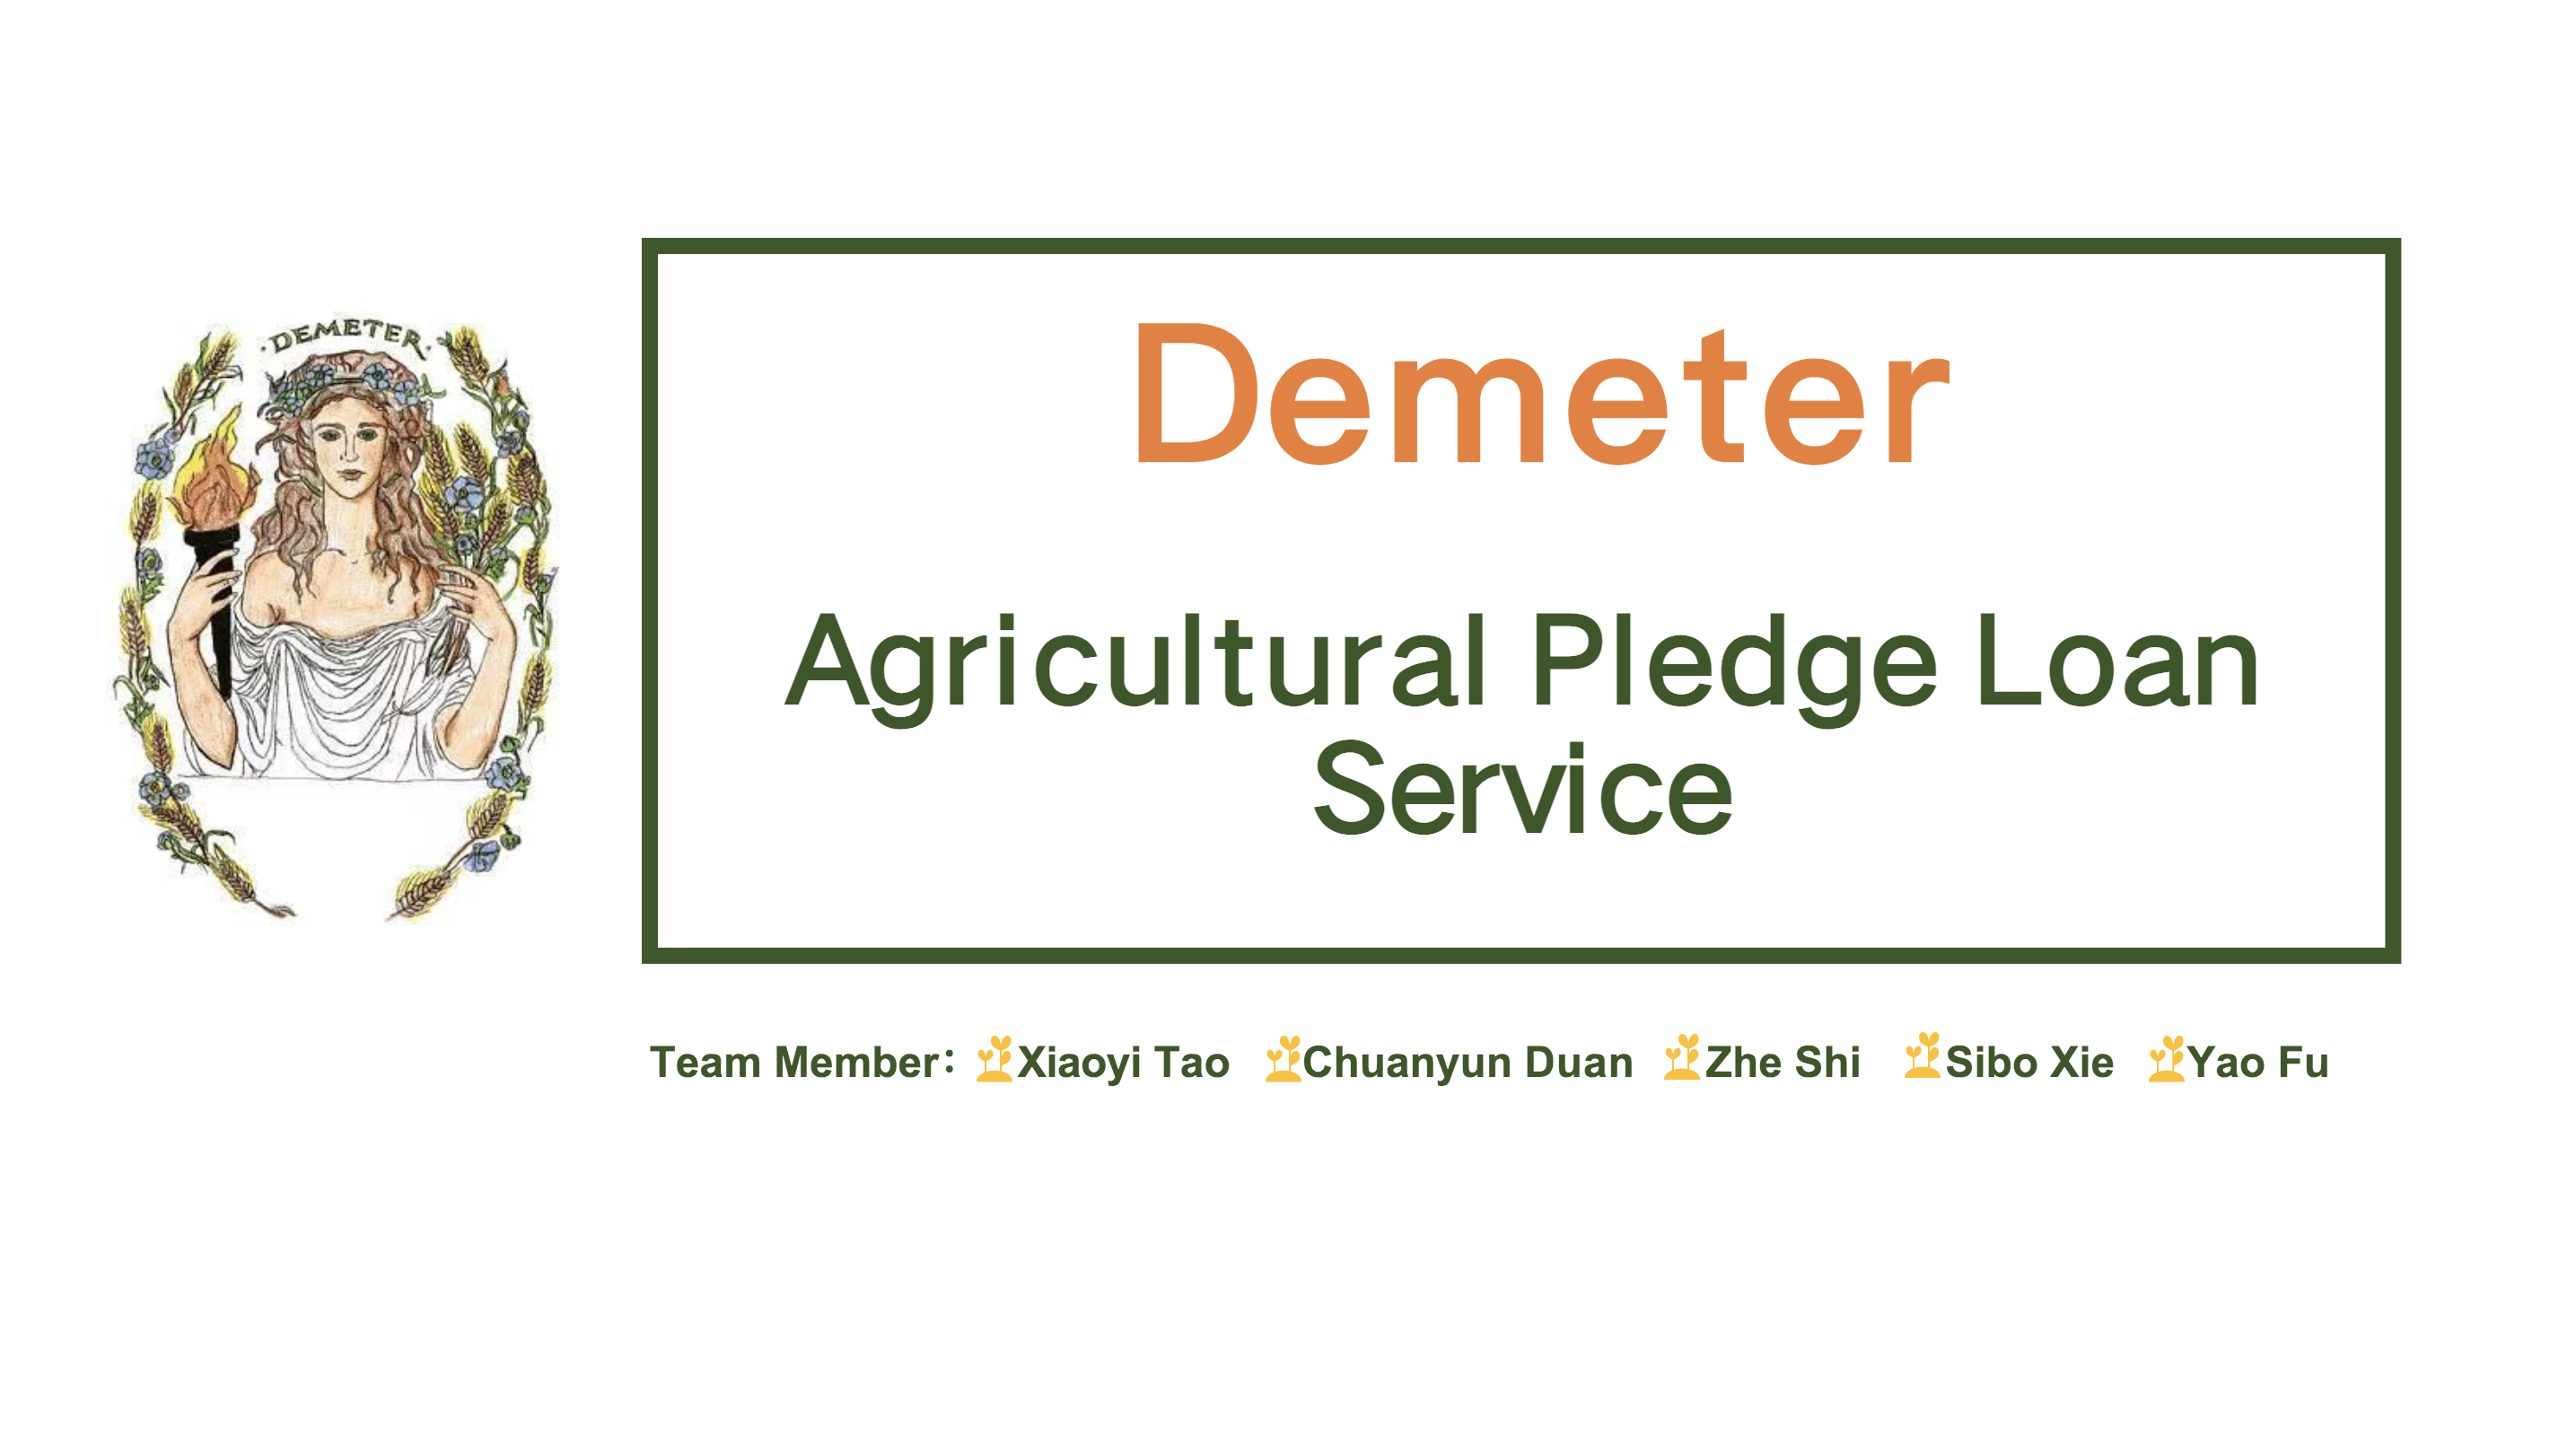 ·DEMETER·
Demeter
Agricultural Pledge Loan
Service
Team Member: Xiaoyi Tao Chuanyun Duan Zhe Shi Sibo Xie Yao Fu